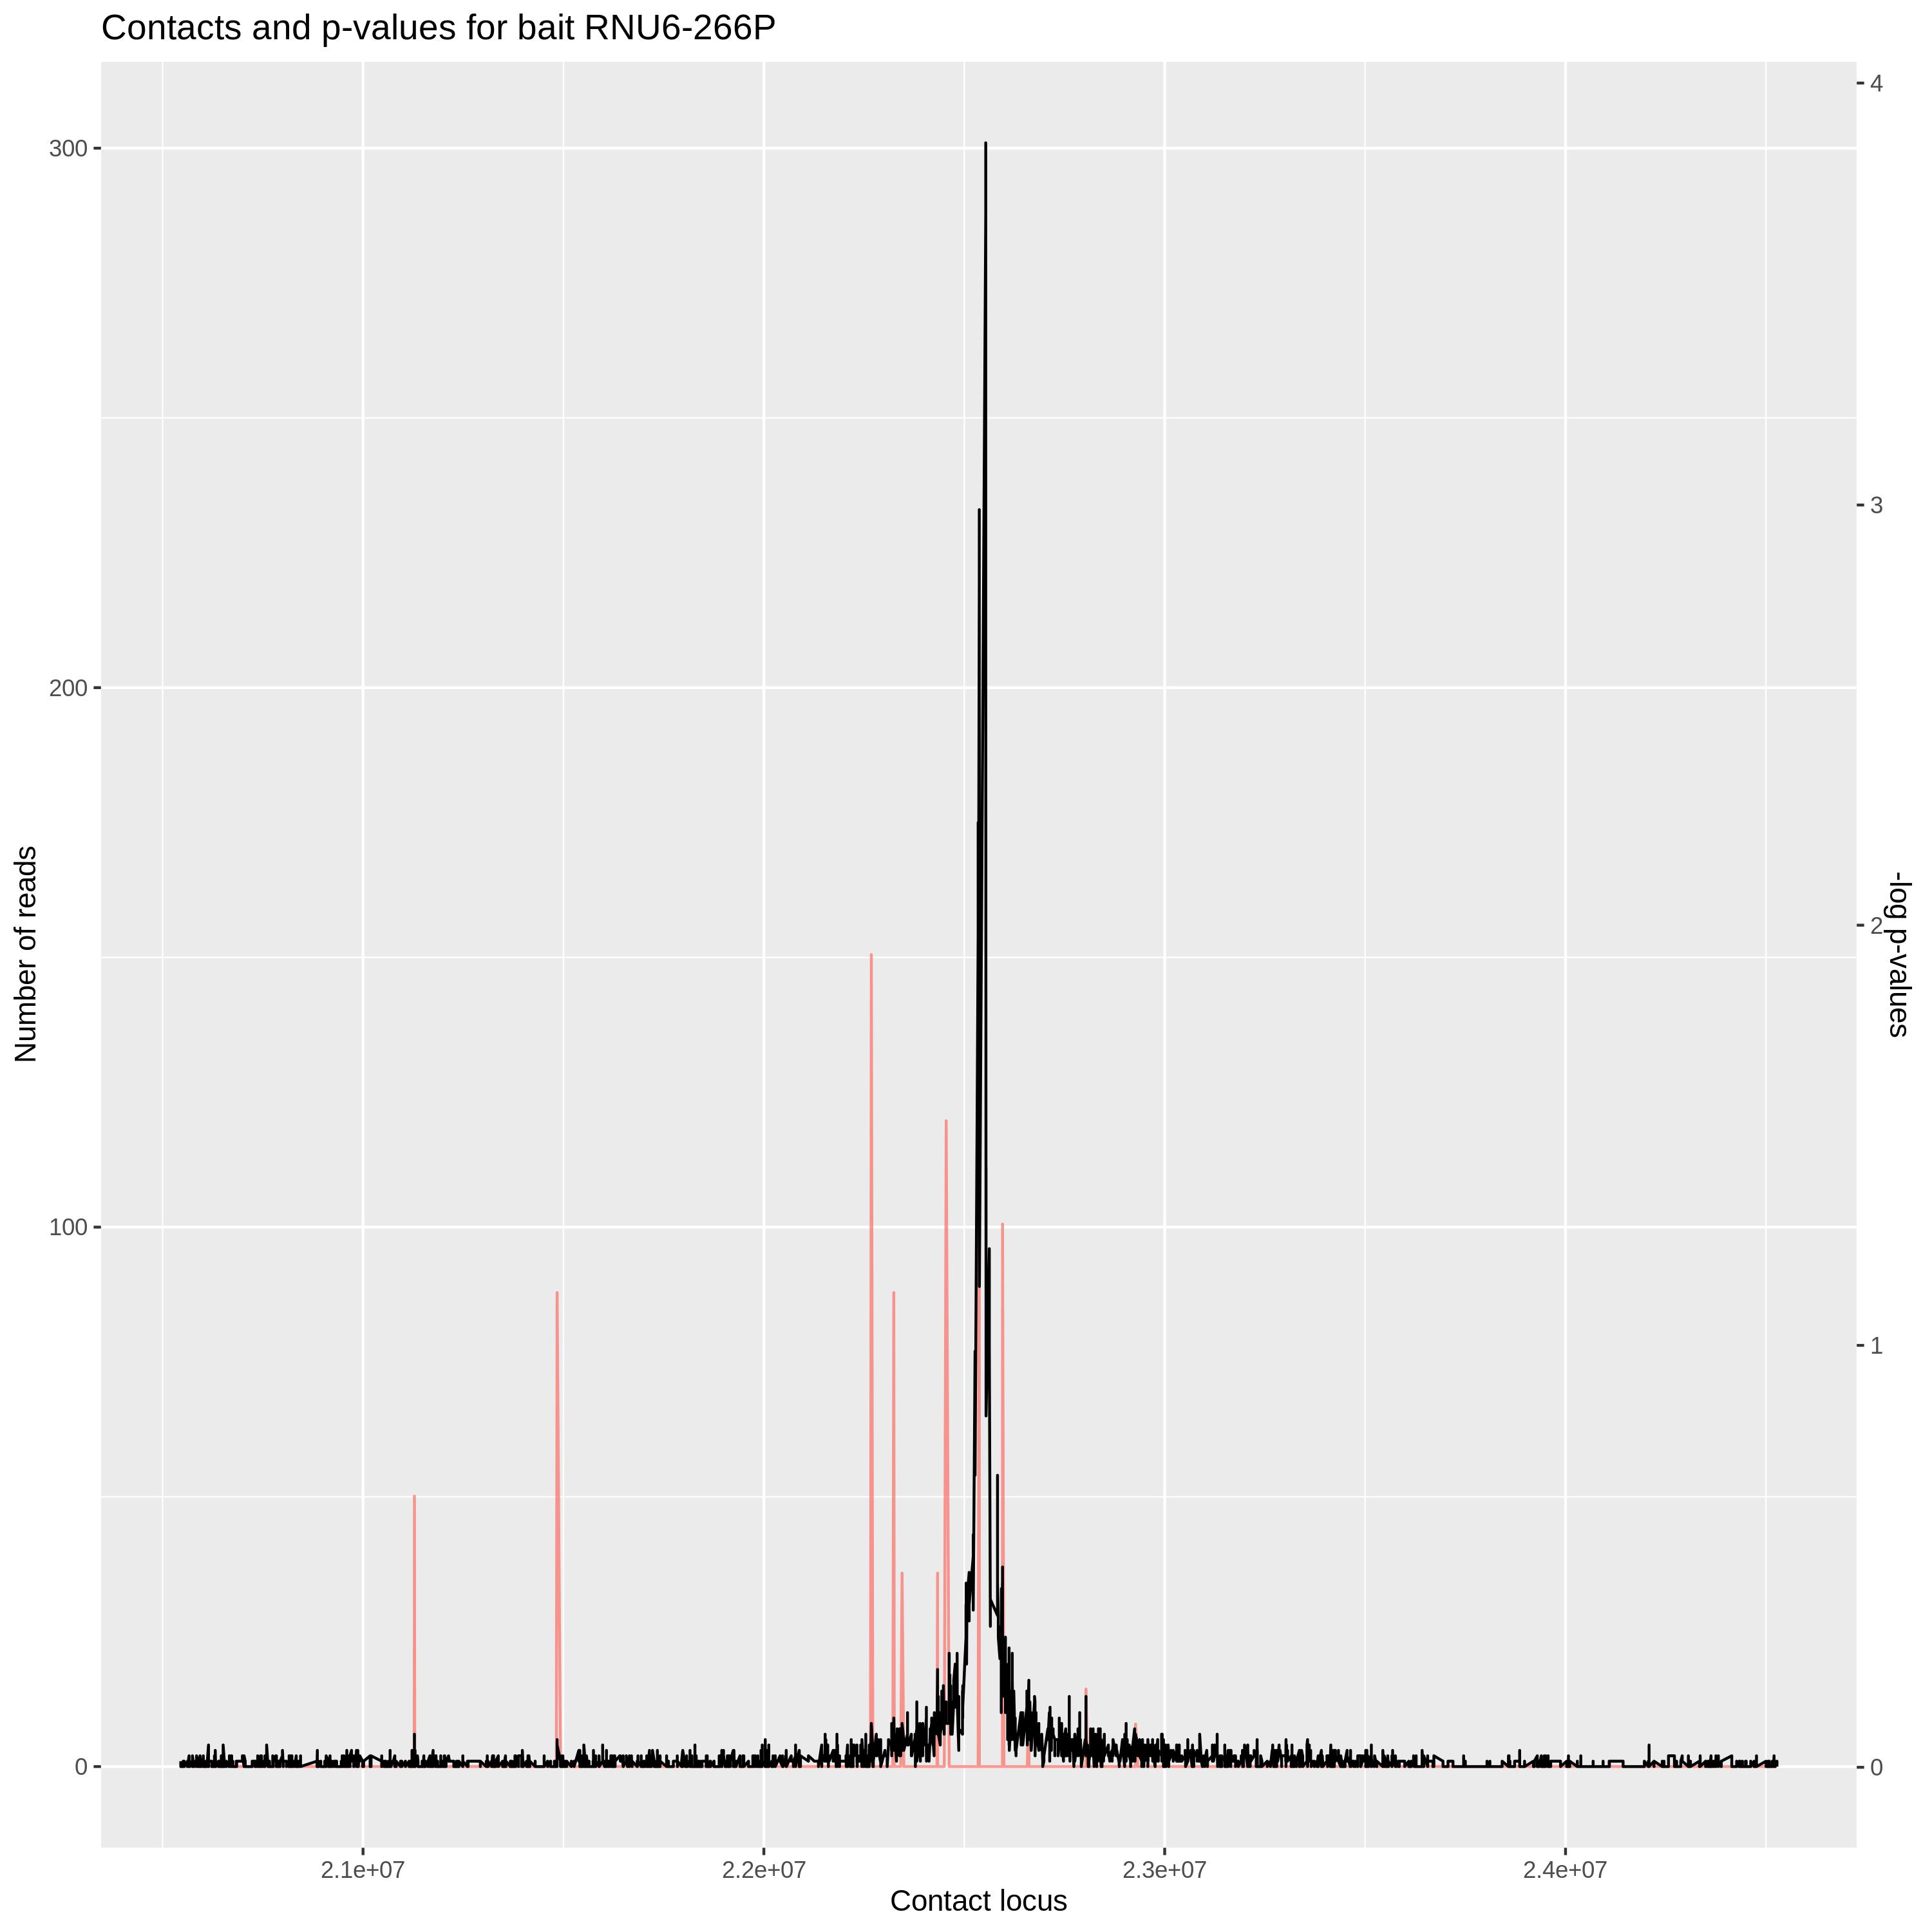 Contacts and p-values for bait RNU6-266P
300
200
100
0
Number of reads
4
3
2
1
0
-log p-values
2.1e+07
2.2e+07
2.3e+07
2.4e+07
Contact locus